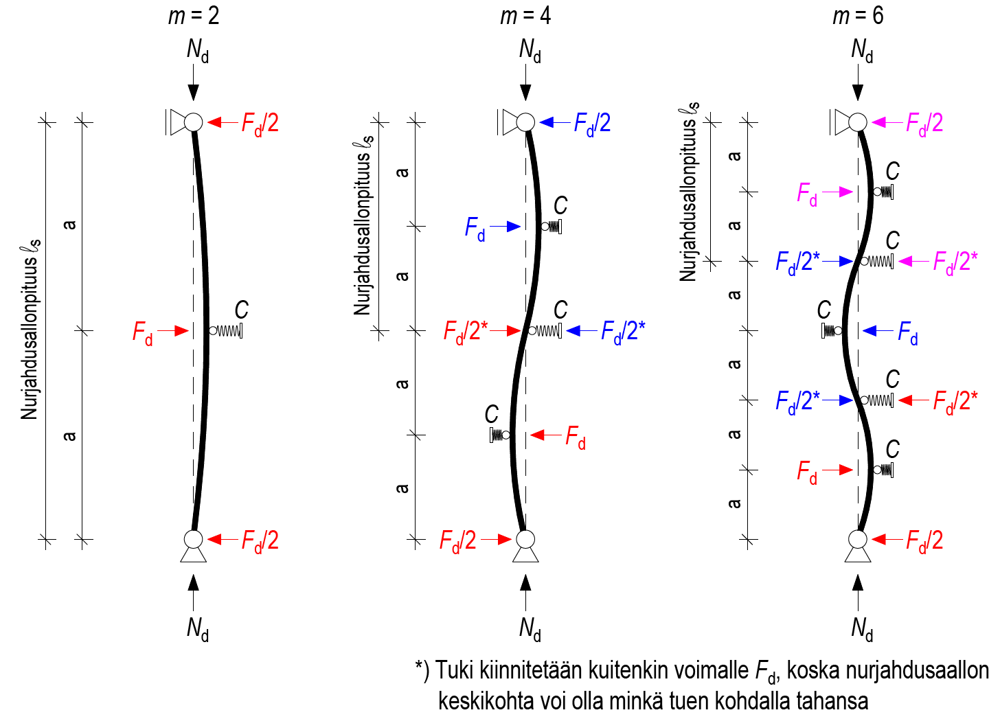 m = 2
m = 4
m = 6
Nd
Nd
Nd
Fd/2
Fd/2
Fd/2
Nurjahdusallonpituus ℓs
Nurjahdusallonpituus ℓs
Nurjahdusallonpituus ℓs
a
a
a
a
a
a
a
a
a
a
a
a
C
Fd
C
Fd
C
Fd/2*
Fd/2*
C
Fd/2*
Fd/2*
C
Fd
C
Fd
C
Fd/2*
Fd/2*
C
Fd
C
Fd
Fd/2
Fd/2
Fd/2
Nd
Nd
Nd
*) Tuki kiinnitetään kuitenkin voimalle Fd, koska nurjahdusaallon
keskikohta voi olla minkä tuen kohdalla tahansa